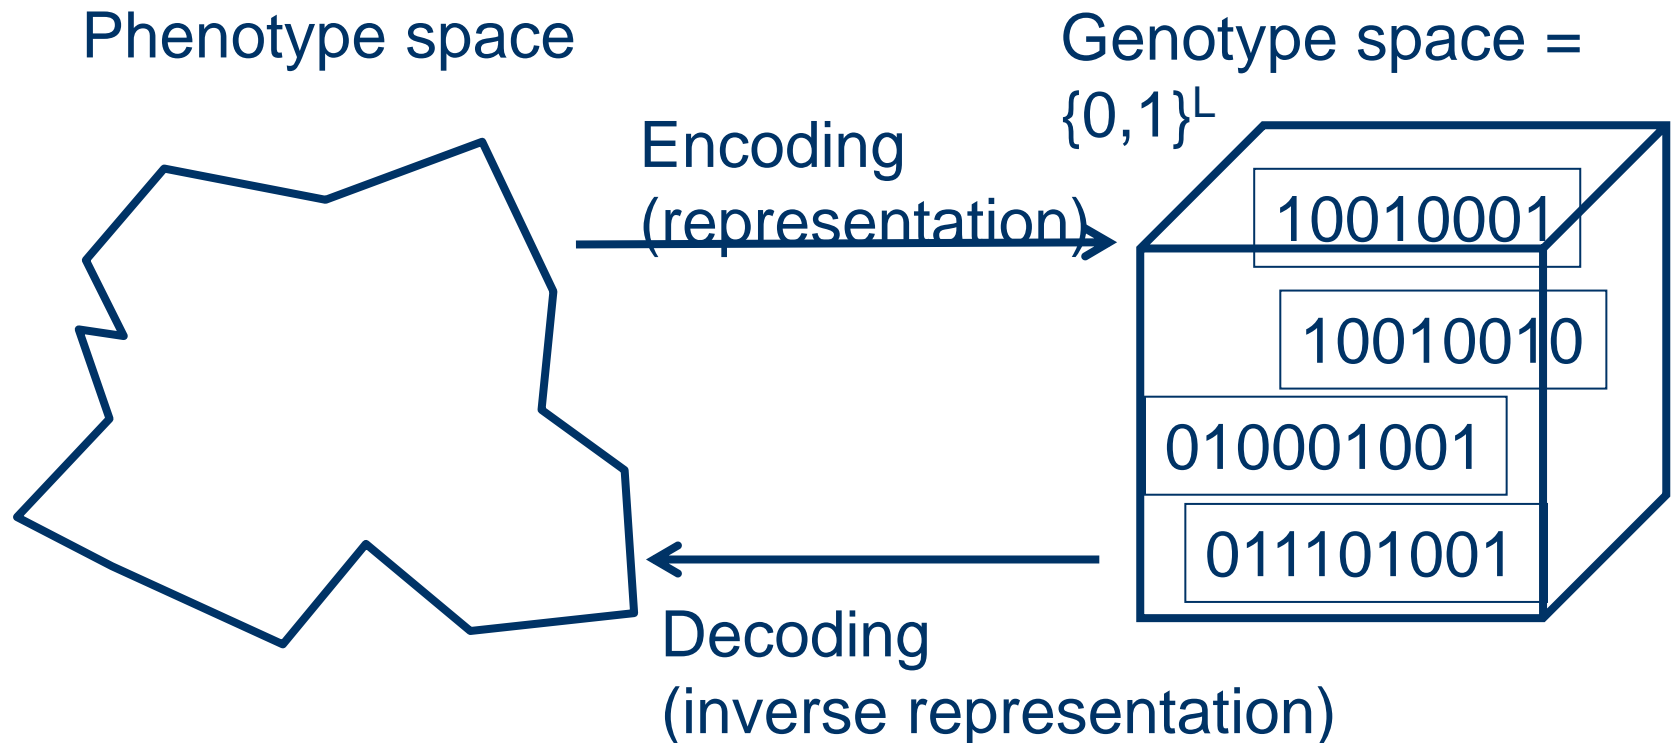 Phenotype space
Genotype space =
{0,1}ᴸ
Encoding
(representation)
10010001
10010010
010001001
011101001
Decoding
(inverse representation)